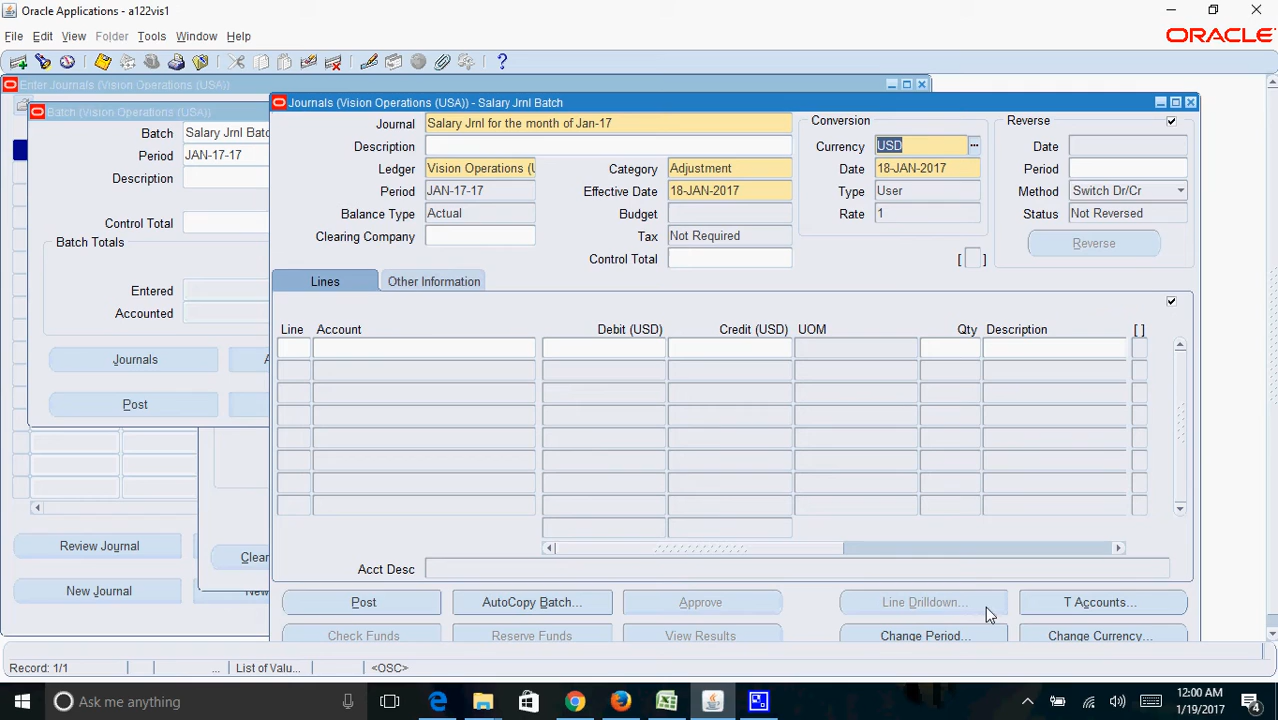 Oracle Applications - a122vis1
File Edit View Folder Tools Window Help
ORACLE
Enter Journals (Vision Operations (USA))
Batch (Vision Operations (USA))
Batch Salary Jrnl Batc
Period JAN-17-17
Description
Control Total
Batch Totals
Entered
Accounted
Journals
Post
Review Journal
New Journal
Clear
Journals (Vision Operations (USA)) - Salary Jrnl Batch
Journal Salary Jrnl for the month of Jan-17
Description
Ledger Vision Operations (U
Category Adjustment
Period JAN-17-17
Effective Date 18-JAN-2017
Balance Type Actual
Budget
Clearing Company
Tax Not Required
Control Total
Conversion
Currency USD
Date 18-JAN-2017
Type User
Rate 1
[ ]
Reverse
Date
Period
Method Switch Dr/Cr
Status Not Reversed
Reverse
Lines Other Information
Line Account Debit (USD) Credit (USD) UOM Qty Description [ ]
Acct Desc
Post AutoCopy Batch... Approve Line Drilldown... T Accounts...
Check Funds Reserve Funds View Results Change Period... Change Currency...
Record: 1/1 ... List of Valu... <OSC>
Ask me anything
12:00 AM
1/19/2017
4